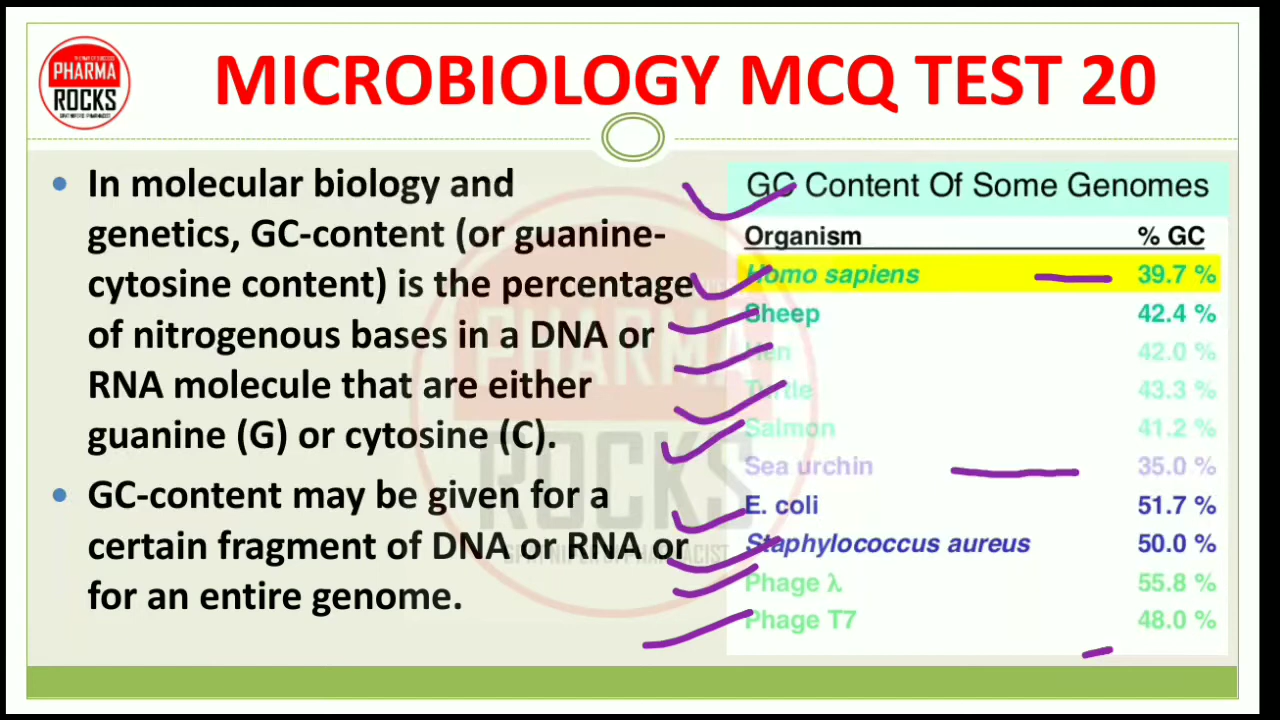 PHARMA
ROCKS
MICROBIOLOGY MCQ TEST 20
In molecular biology and
genetics, GC-content (or guanine-
cytosine content) is the percentage
of nitrogenous bases in a DNA or
RNA molecule that are either
guanine (G) or cytosine (C).
GC-content may be given for a
certain fragment of DNA or RNA or
for an entire genome.
GC Content Of Some Genomes
Organism % GC
Homo sapiens 39.7 %
Sheep 42.4 %
Hen 42.0 %
Turtle 43.3 %
Salmon 41.2 %
Sea urchin 35.0 %
E. coli 51.7 %
Staphylococcus aureus 50.0 %
Phage λ 55.8 %
Phage T7 48.0 %
PHARMA
ROCKS